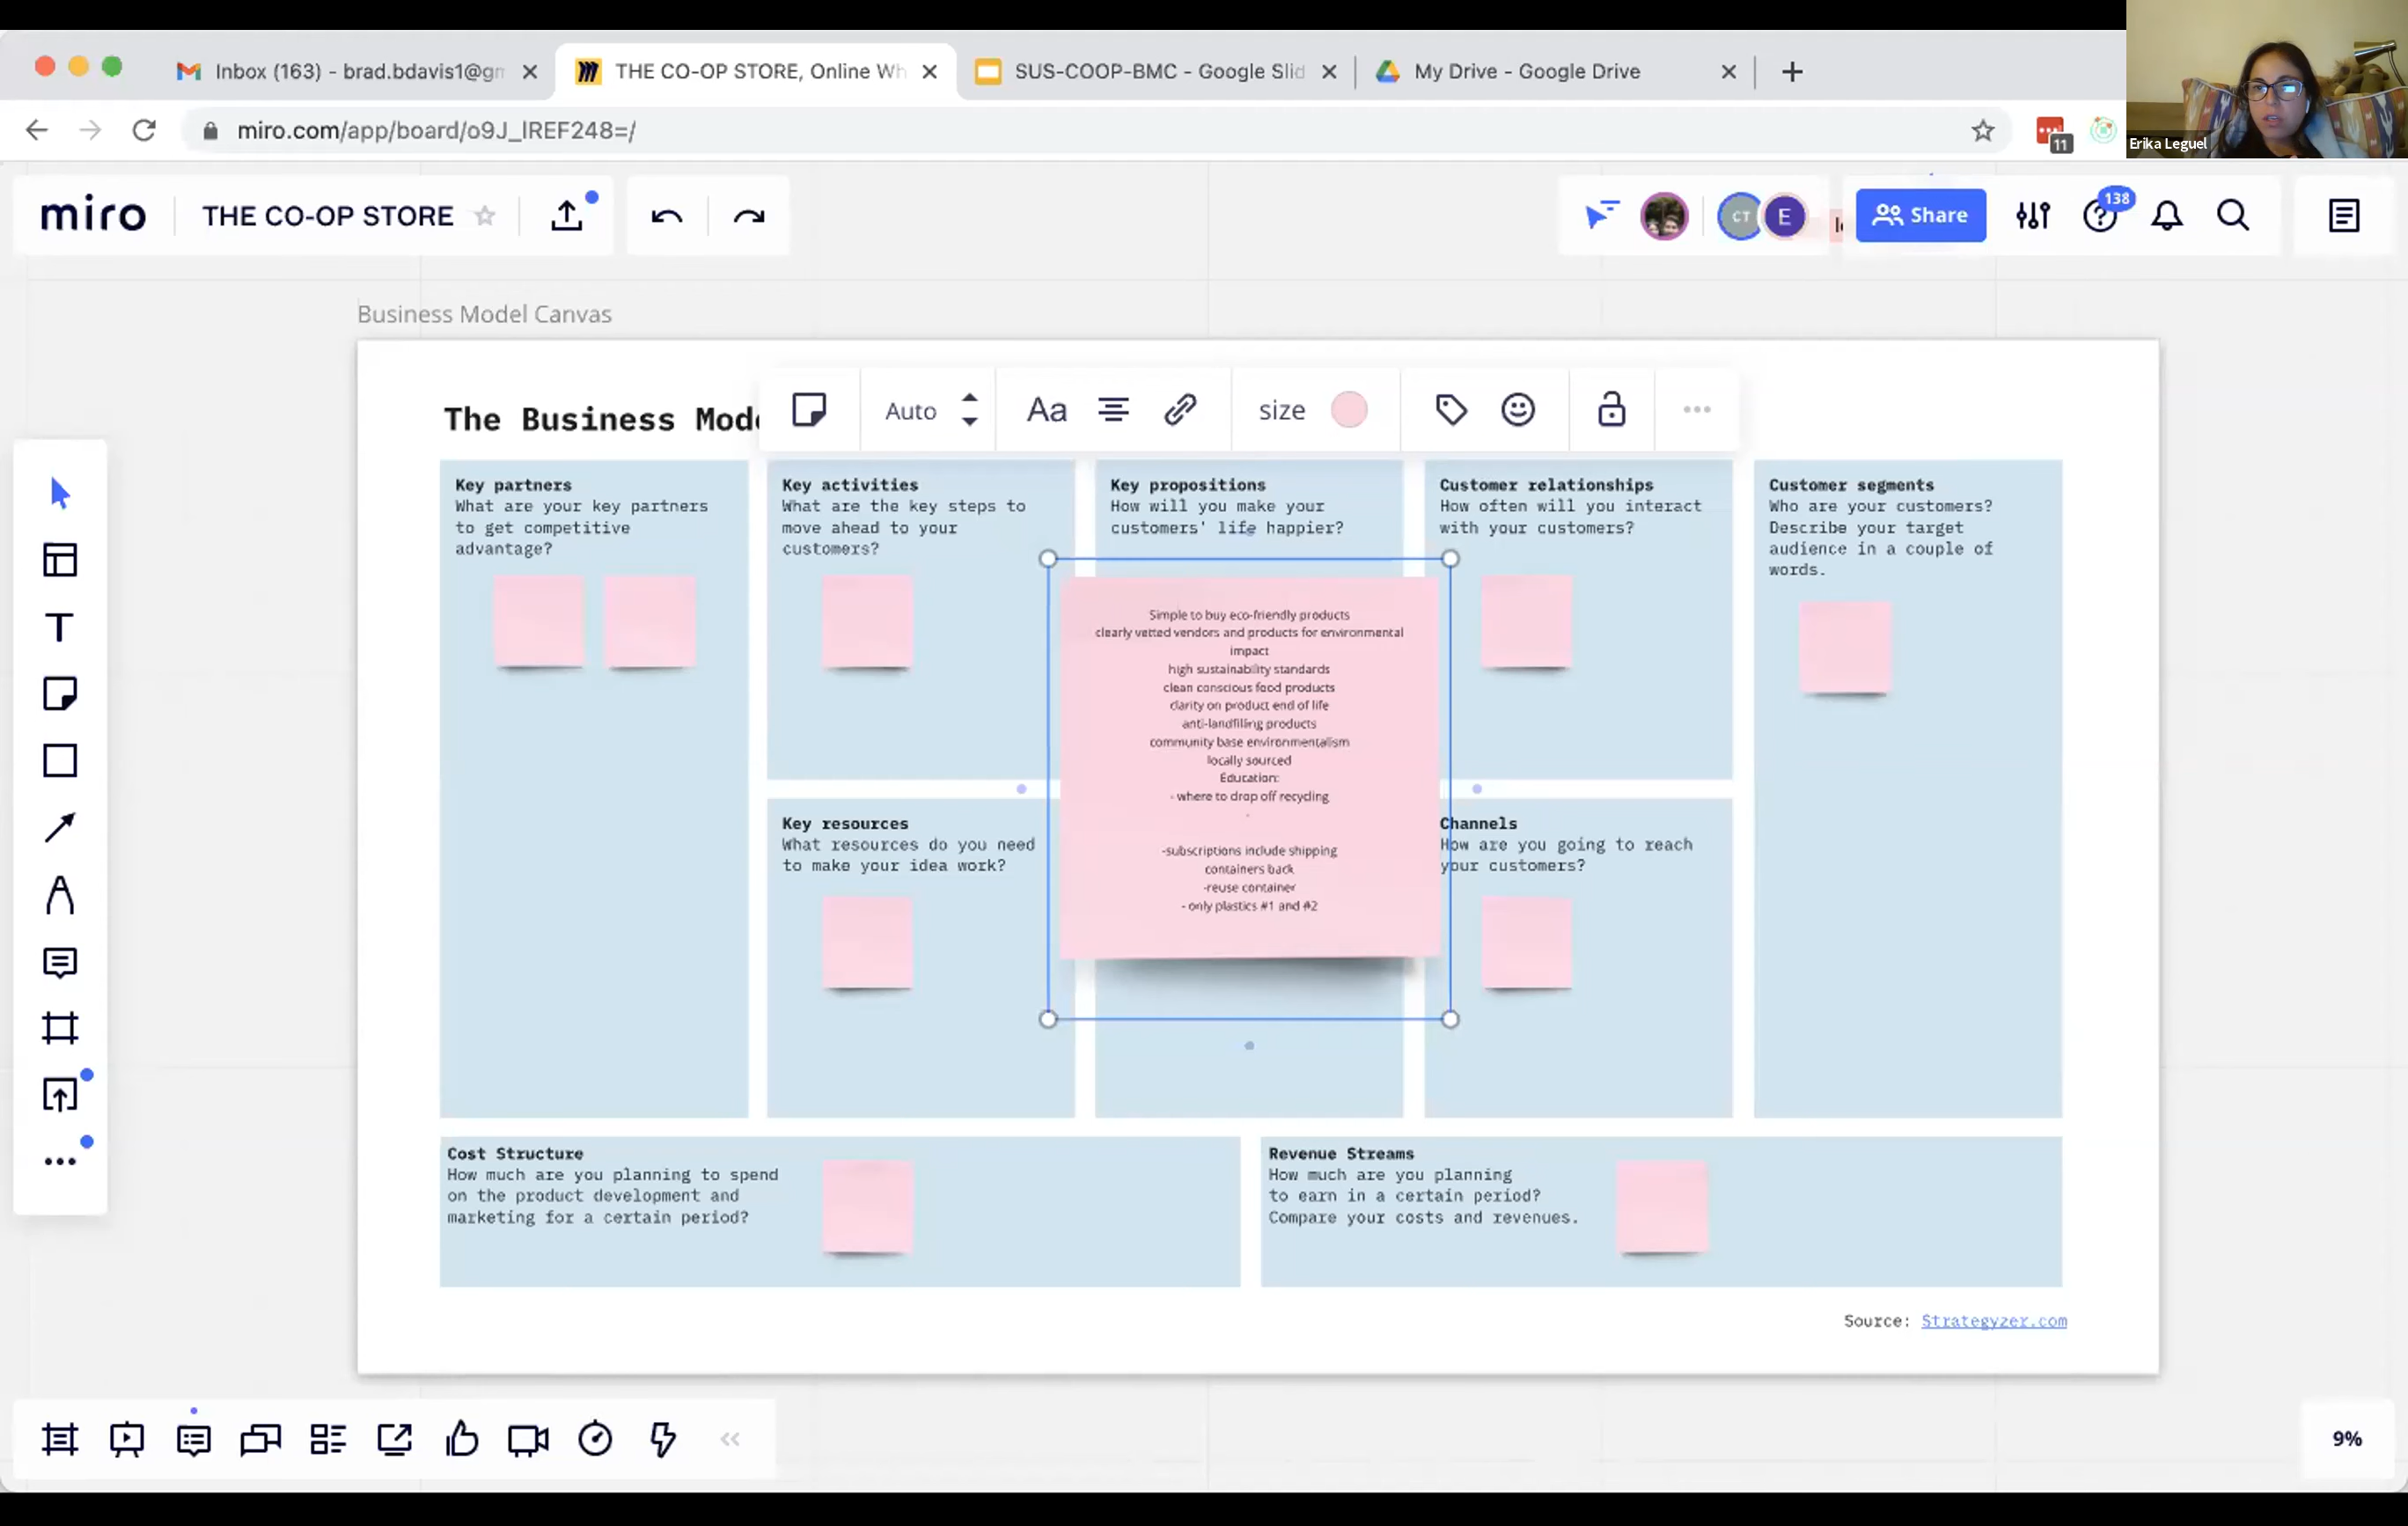 Inbox (163) - brad.bdavis1@gm
THE CO-OP STORE, Online Wh
SUS-COOP-BMC - Google Slid
My Drive - Google Drive
miro.com/app/board/o9J_lREF248=/
11
Erika Leguel
miro
THE CO-OP STORE
CT
E
Share
138
Business Model Canvas
The Business Mode
Auto
Aa
size
Key partners
What are your key partners
to get competitive
advantage?
Key activities
What are the key steps to
move ahead to your
customers?
Key propositions
How will you make your
customers' life happier?
Customer relationships
How often will you interact
with your customers?
Customer segments
Who are your customers?
Describe your target
audience in a couple of
words.
Simple to buy eco-friendly products
clearly vetted vendors and products for environmental
impact
high sustainability standards
clean conscious food products
clarity on product end of life
anti-landfilling products
community base environmentalism
locally sourced
Education:
- where to drop off recycling
-
-subscriptions include shipping
containers back
-reuse container
- only plastics #1 and #2
Key resources
What resources do you need
to make your idea work?
Channels
How are you going to reach
your customers?
Cost Structure
How much are you planning to spend
on the product development and
marketing for a certain period?
Revenue Streams
How much are you planning
to earn in a certain period?
Compare your costs and revenues.
Source: Strategyzer.com
9%